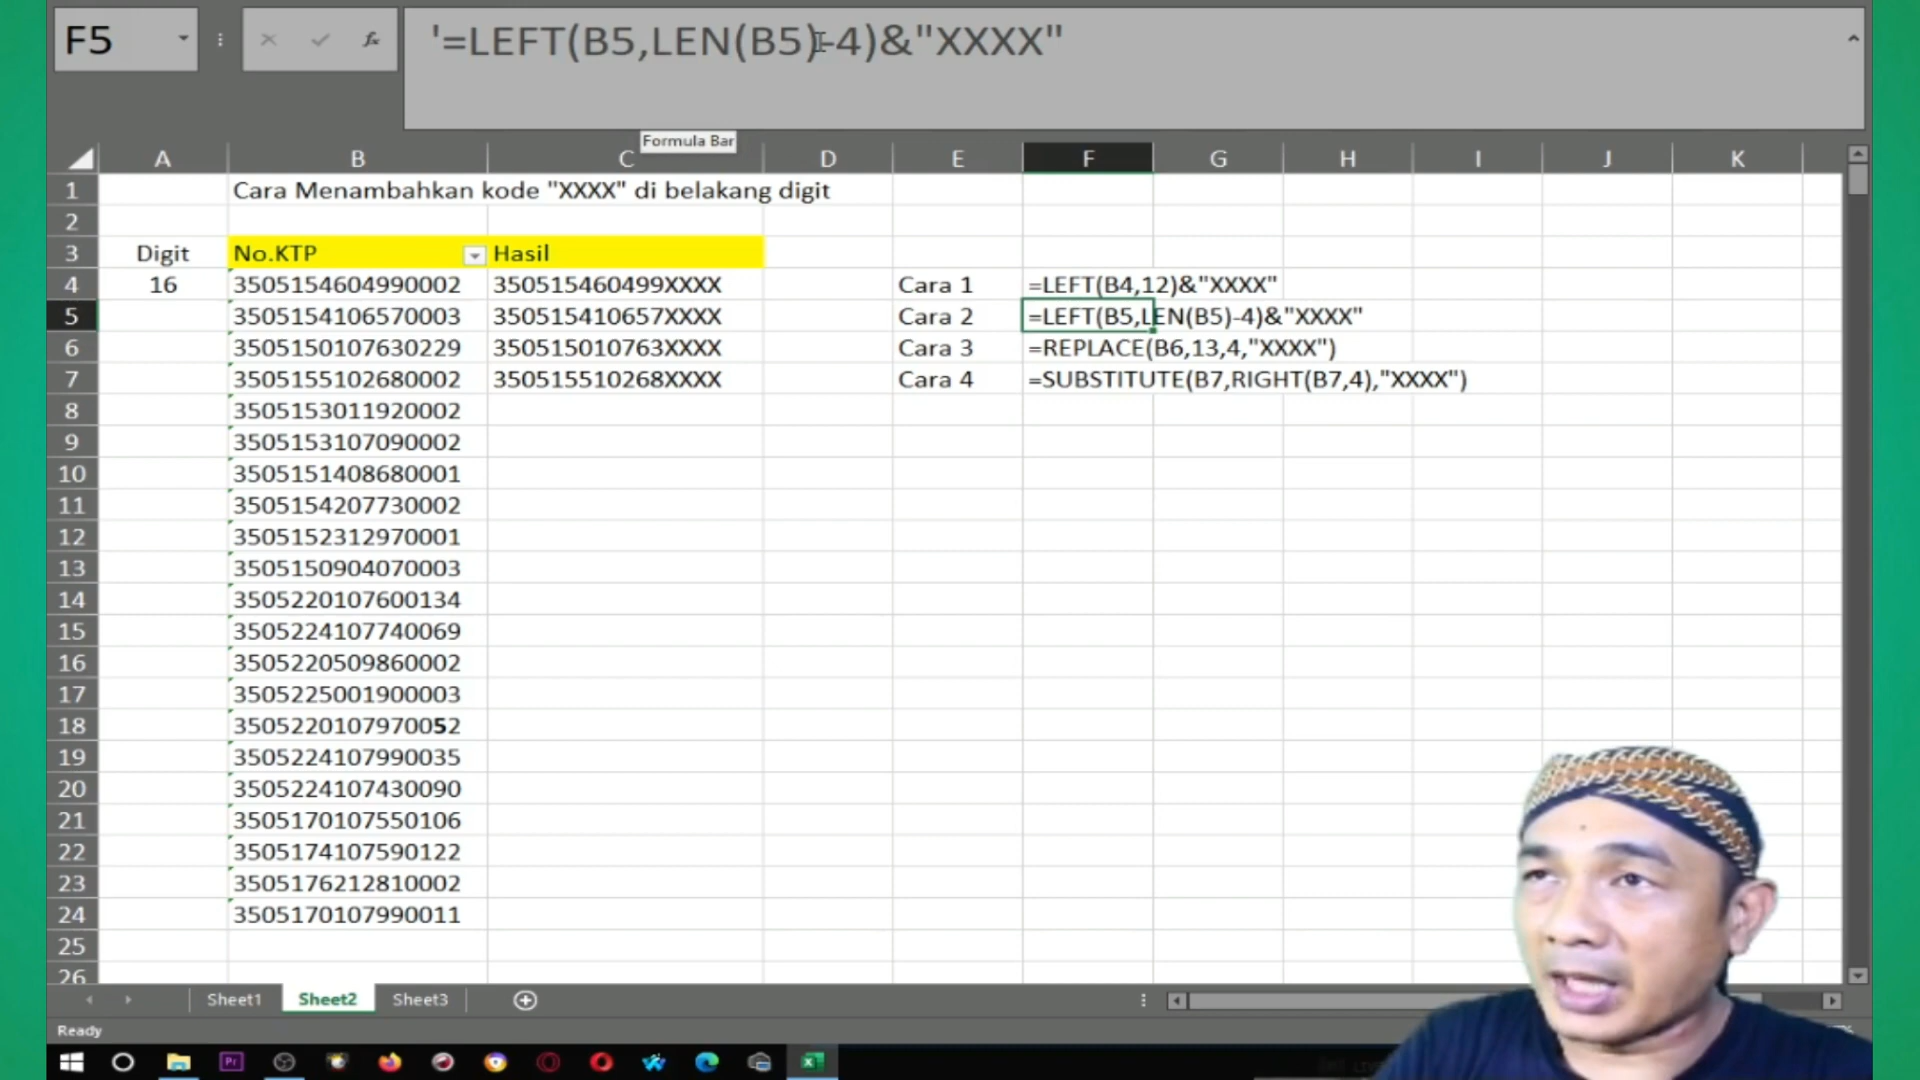 F5
fx
'=LEFT(B5,LEN(B5)-4)&"XXXX"
Formula Bar
A B C D E F G H I J K
1 Cara Menambahkan kode "XXXX" di belakang digit
2
3 Digit No.KTP Hasil
4 16 3505154604990002 350515460499XXXX Cara 1 =LEFT(B4,12)&"XXXX"
5 3505154106570003 350515410657XXXX Cara 2 =LEFT(B5,LEN(B5)-4)&"XXXX"
6 3505150107630229 350515010763XXXX Cara 3 =REPLACE(B6,13,4,"XXXX")
7 3505155102680002 350515510268XXXX Cara 4 =SUBSTITUTE(B7,RIGHT(B7,4),"XXXX")
8 3505153011920002
9 3505153107090002
10 3505151408680001
11 3505154207730002
12 3505152312970001
13 3505150904070003
14 3505220107600134
15 3505224107740069
16 3505220509860002
17 3505225001900003
18 3505220107970052
19 3505224107990035
20 3505224107430090
21 3505170107550106
22 3505174107590122
23 3505176212810002
24 3505170107990011
25
26
Sheet1 Sheet2 Sheet3
Ready
Pr